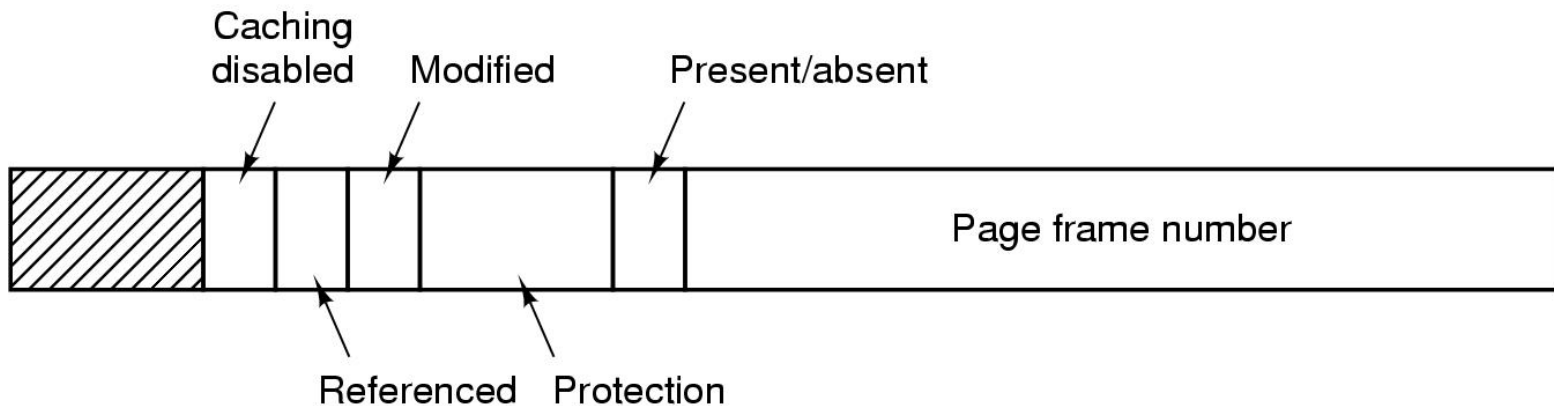 Caching
disabled
Modified
Present/absent
Page frame number
Referenced
Protection